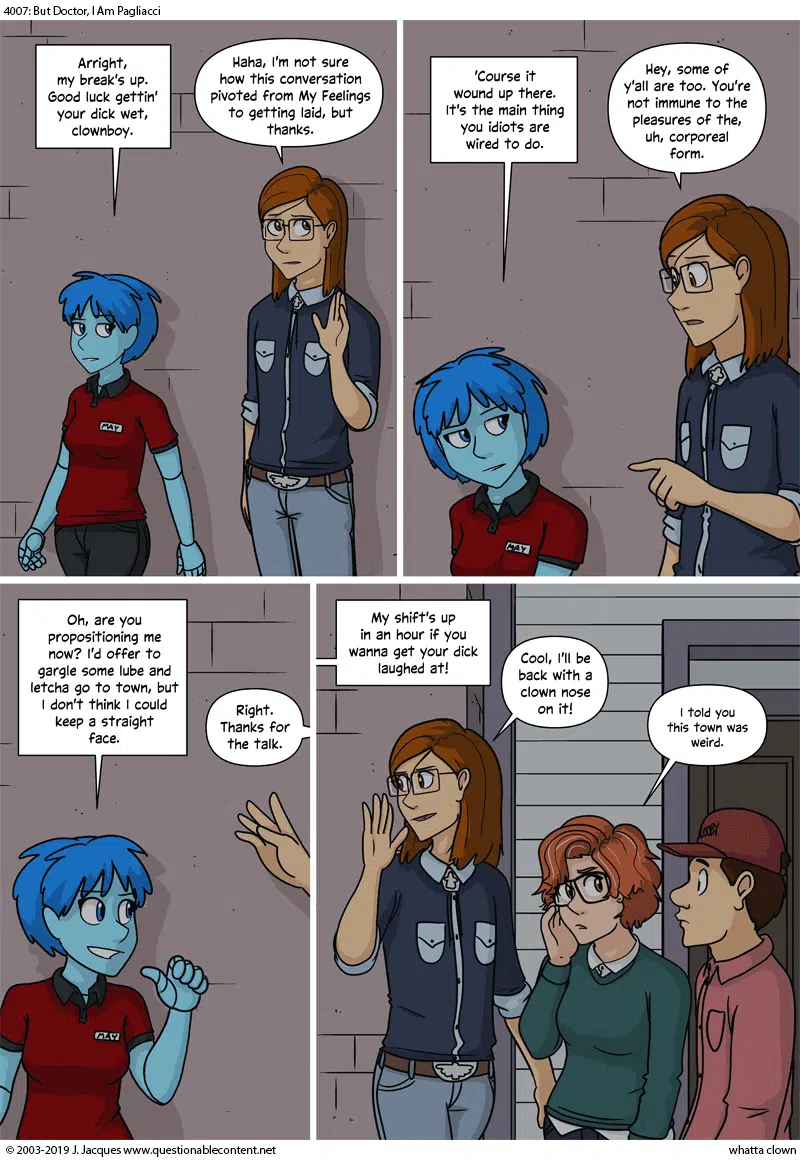 4007: But Doctor, I Am Pagliacci
Arright,
my break's up.
Good luck gettin'
your dick wet,
clownboy.
Haha, I'm not sure
how this conversation
pivoted from My Feelings
to getting laid, but
thanks.
MAY
'Course it
wound up there.
It's the main thing
you idiots are
wired to do.
Hey, some of
y'all are too. You're
not immune to the
pleasures of the,
uh, corporeal
form.
MAY
Oh, are you
propositioning me
now? I'd offer to
gargle some lube and
letcha go to town, but
I don't think I could
keep a straight
face.
Right.
Thanks for
the talk.
MAY
My shift's up
in an hour if you
wanna get your dick
laughed at!
Cool, I'll be
back with a
clown nose
on it!
I told you
this town was
weird.
© 2003-2019 J. Jacques www.questionablecontent.net
whatta clown